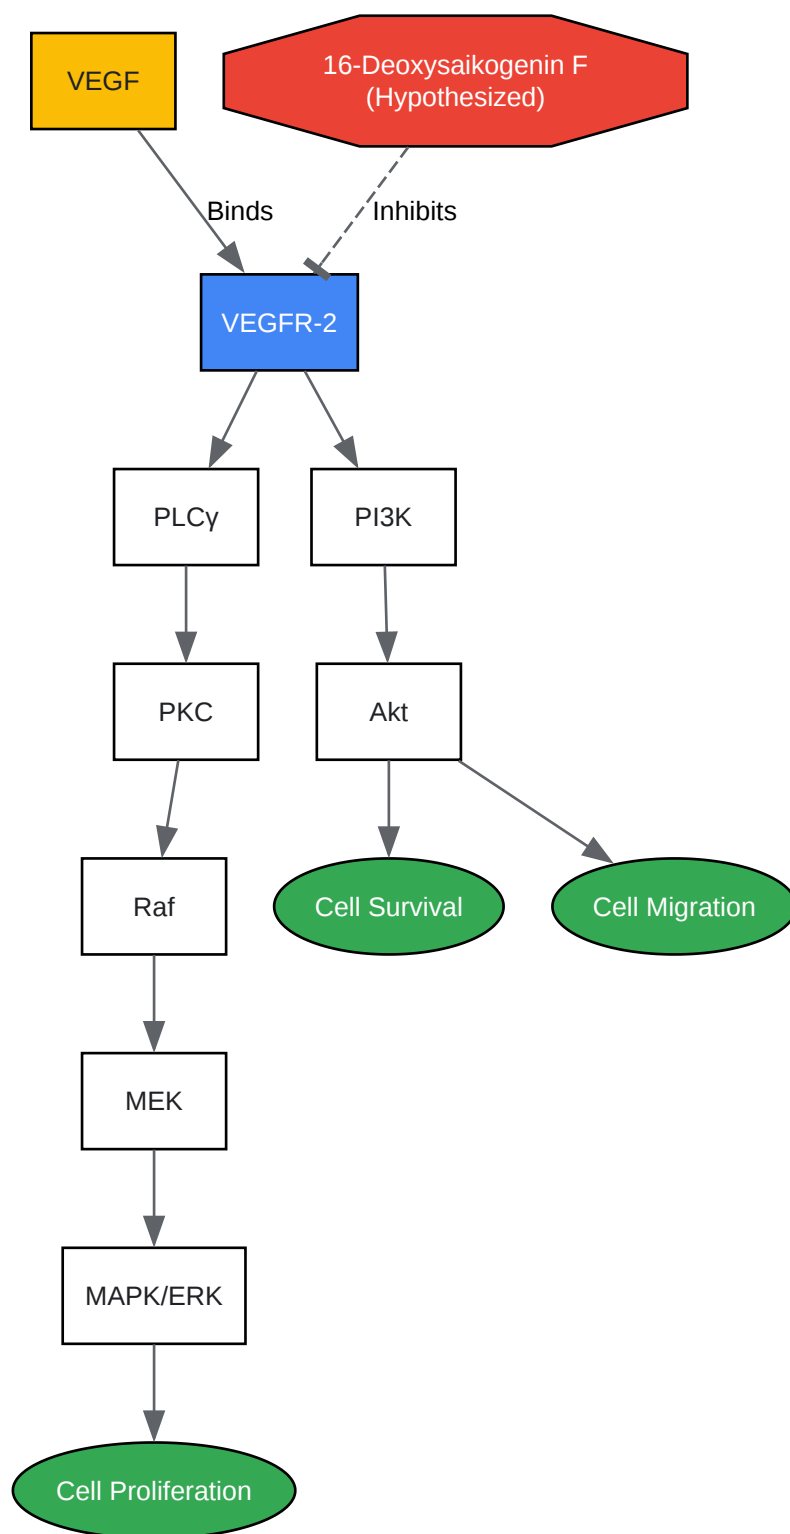 VEGF
16-Deoxysaikogenin F
(Hypothesized)
Binds
Inhibits
VEGFR-2
PLCγ
PI3K
PKC
Akt
Raf
Cell Survival
Cell Migration
MEK
MAPK/ERK
Cell Proliferation